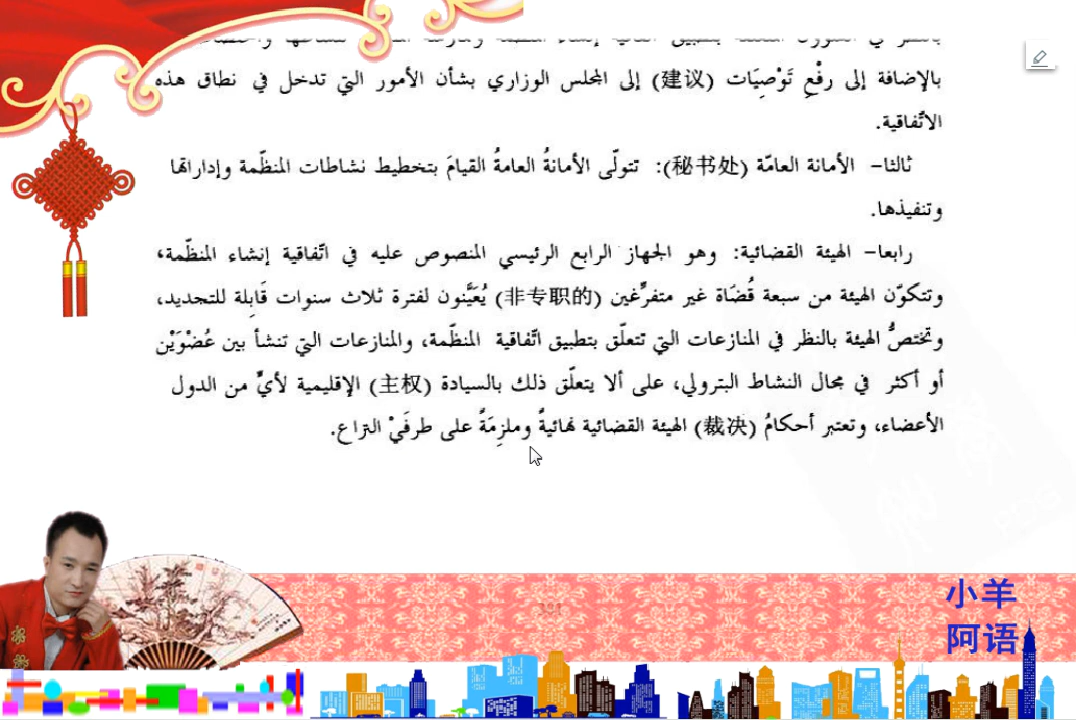 بالإضافة إلى رفْعِ تَوْصِيَات (建议) إلى المجلس الوزاري بشأن الأمور التي تدخل في نطاق هذه
الاتّفاقية.
ثالثا- الأمانة العامّة (秘书处): تتولّى الأمانةُ العامةُ القيامَ بتخطيط نشاطات المنظّمة وإداراتها
وتنفيذها.
رابعا- الهيئة القضائية: وهو الجهاز الرابع الرئيسي المنصوص عليه في اتّفاقية إنشاء المنظّمة،
وتتكوّن الهيئة من سبعة قُضَاة غير متفرِّغين (非专职的) يُعَيَّنون لفترة ثلاث سنوات قَابِلة للتجديد،
وتختصُّ الهيئة بالنظر في المنازعات التي تتعلّق بتطبيق اتّفاقية المنظّمة، والمنازعات التي تنشأ بين عُضْوَيْن
أو أكثر في مجال النشاط البترولي، على ألا يتعلّق ذلك بالسيادة (主权) الإقليمية لأيٍّ من الدول
الأعضاء، وتعتبر أحكامُ (裁决) الهيئة القضائية نهائيةً وملزِمَةً على طرفَيْ النزاع.
小羊
阿语